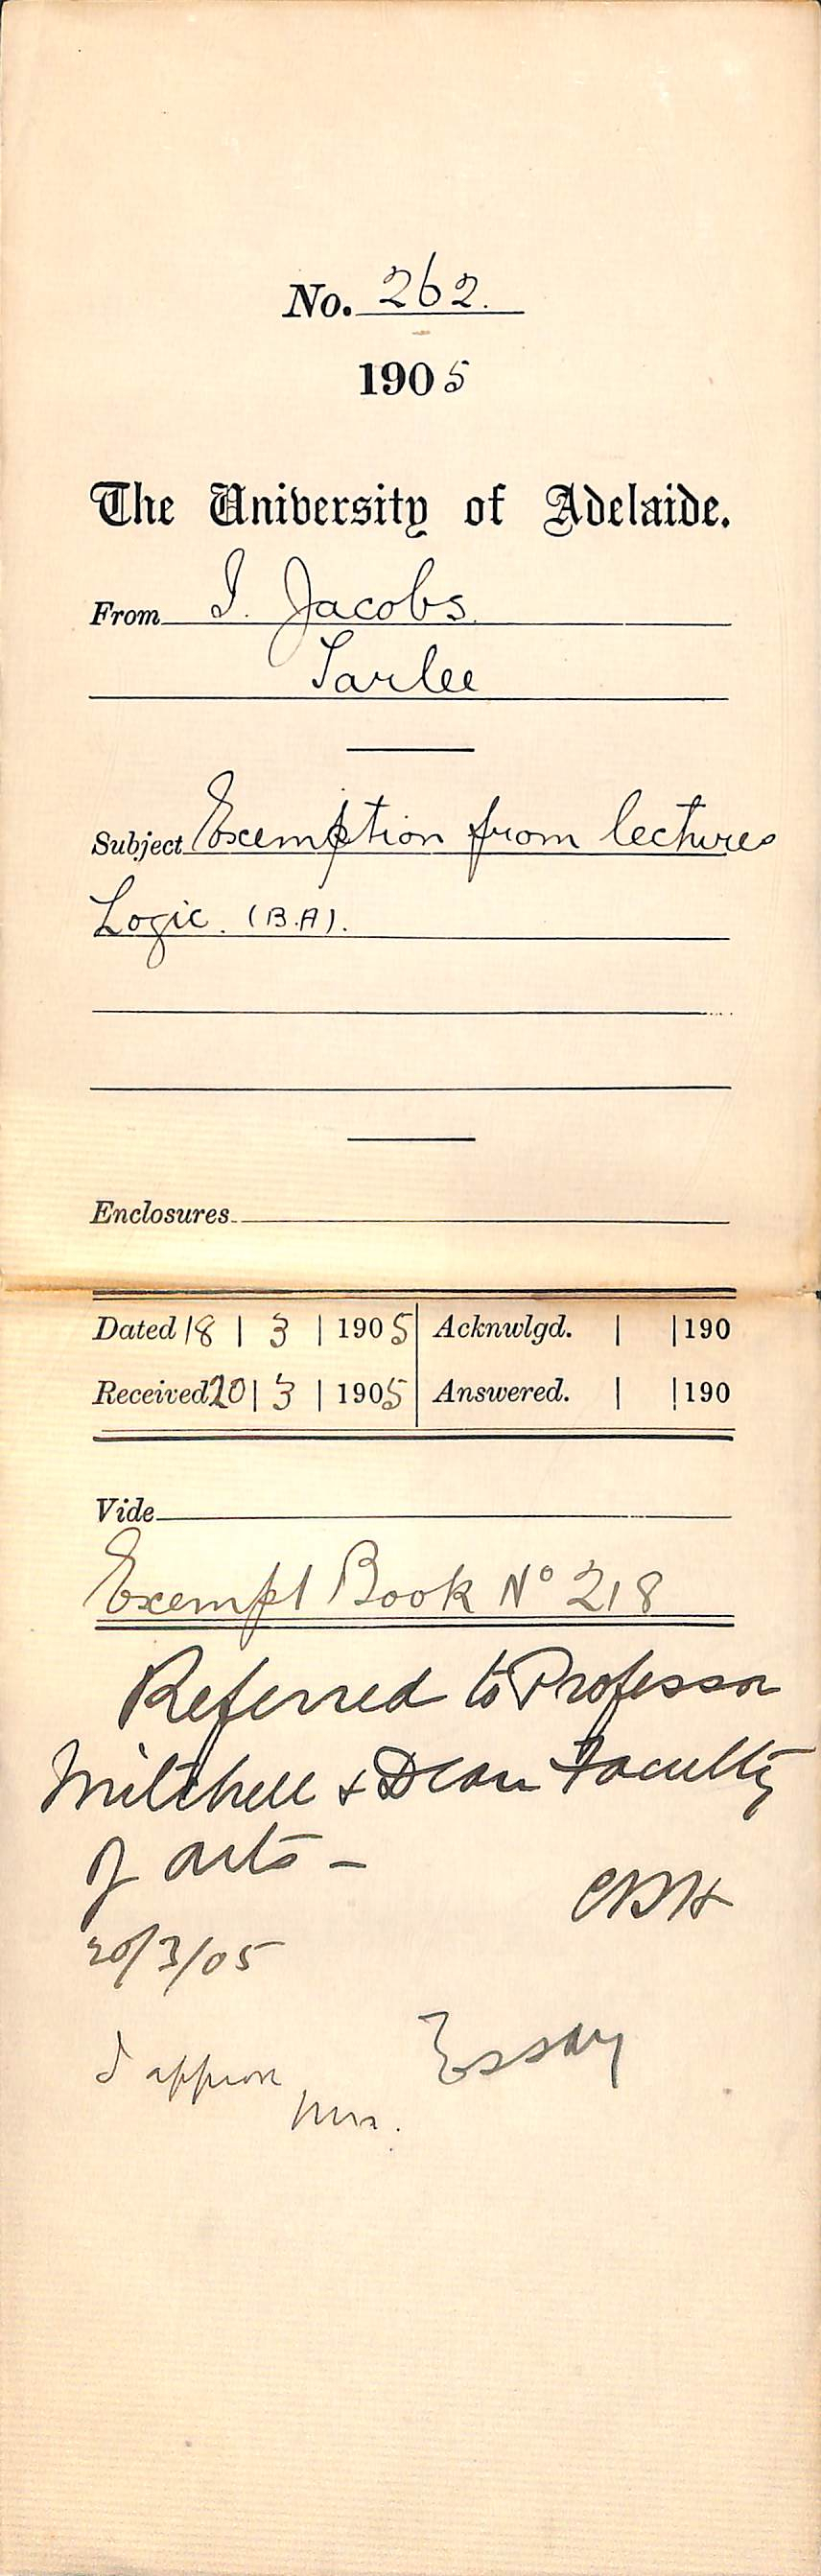 No. 262.
1905
The University of Adelaide.
From I. Jacobs.
Tarlee
Subject Exemption from lectures
Logic. (B.A).
Enclosures
Dated 18 | 3 | 1905 Acknwlgd. | | 190
Received 20 | 3 | 1905 Answered. | | 190
Vide
Exempt Book No 218
Referred to Professor
Mitchell & Dean Faculty
of Arts -
20/3/05
Essay
I approve